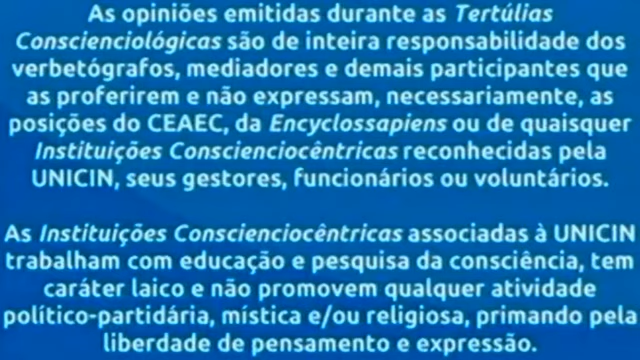 As opiniões emitidas durante as Tertúlias
Conscienciológicas são de inteira responsabilidade dos
verbetógrafos, mediadores e demais participantes que
as proferirem e não expressam, necessariamente, as
posições do CEAEC, da Encyclossapiens ou de quaisquer
Instituições Conscienciocêntricas reconhecidas pela
UNICIN, seus gestores, funcionários ou voluntários.
As Instituições Conscienciocêntricas associadas à UNICIN
trabalham com educação e pesquisa da consciência, tem
caráter laico e não promovem qualquer atividade
político-partidária, mística e/ou religiosa, primando pela
liberdade de pensamento e expressão.